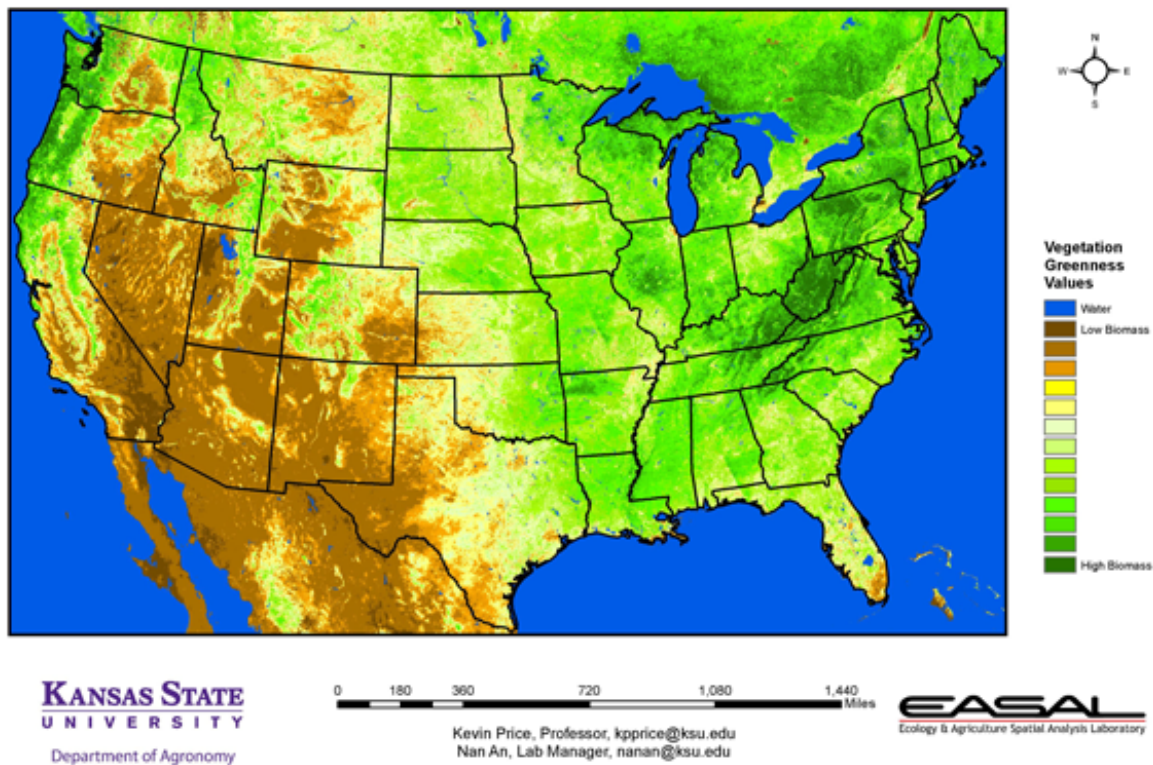 N
W E
S
Vegetation
Greenness
Values
Water
Low Biomass
High Biomass
KANSAS STATE
UNIVERSITY
Department of Agronomy
0 180 360 720 1,080 1,440
Miles
Kevin Price, Professor, kpprice@ksu.edu
Nan An, Lab Manager, nanan@ksu.edu
EASAL
Ecology & Agriculture Spatial Analysis Laboratory